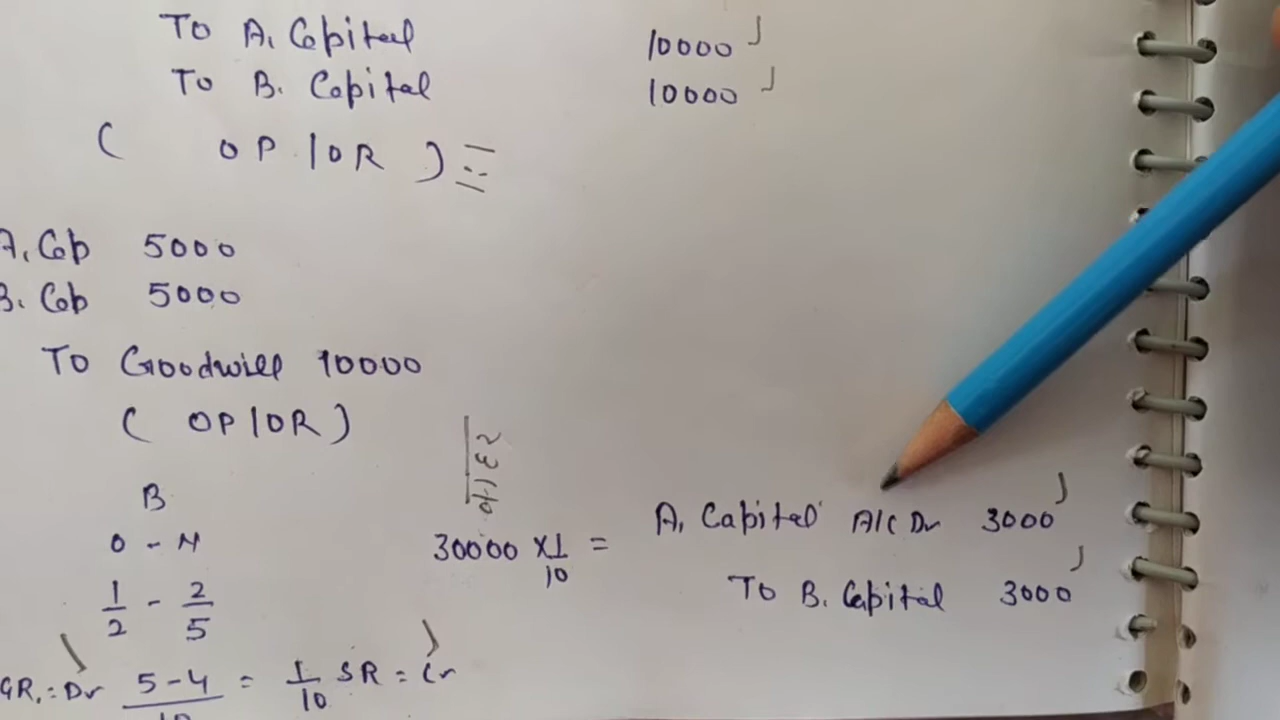 To A. Capital 10000
To B. Capital 10000
( OP/OR )
A. Cap 5000
B. Cap 5000
To Goodwill 10000
( OP/OR )
B
O - N
1/2 - 2/5
GR. = Dr 5-4/10 = 1/10 SR = Cr
30000 × 1/10 =
A. Capital A/C Dr 3000
To B. Capital 3000